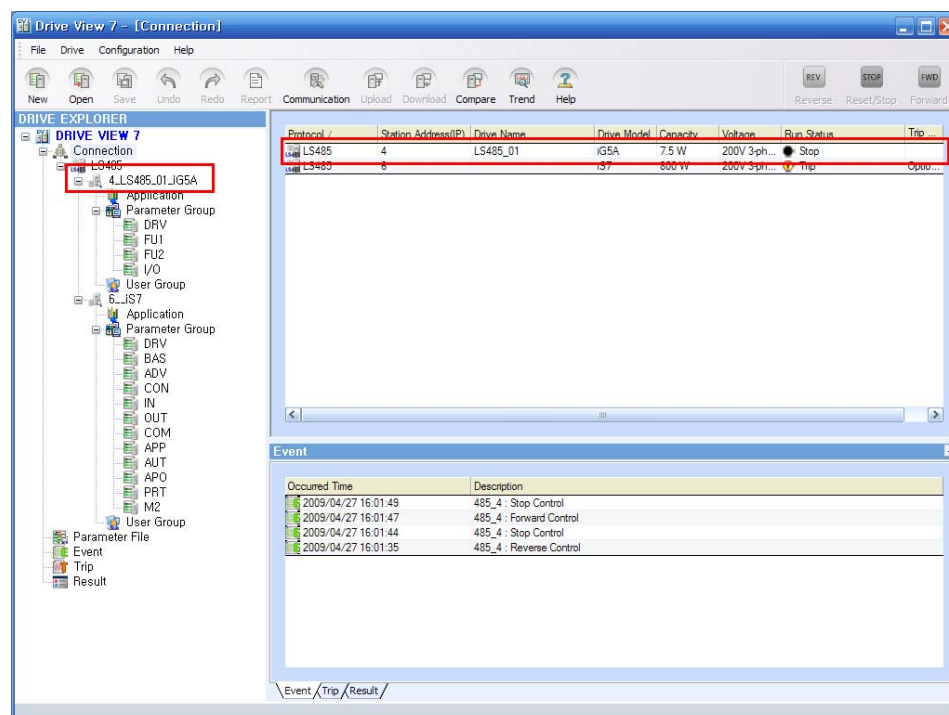 Drive View 7 - [Connection]
File Drive Configuration Help
New Open Save Undo Redo Report Communication Upload Download Compare Trend Help
REV STOP FWD
Reverse Reset/Stop Forward
DRIVE EXPLORER
DRIVE VIEW 7
Connection
LS485
4_LS485_01_iG5A
Application
Parameter Group
DRV
FU1
FU2
I/O
User Group
6__iS7
Application
Parameter Group
DRV
BAS
ADV
CON
IN
OUT
COM
APP
AUT
APO
PRT
M2
User Group
Parameter File
Event
Trip
Result
Protocol / Station Address(IP) Drive Name Drive Model Capacity Voltage Run Status Trip ...
LS485 4 LS485_01 iG5A 7.5 W 200V 3-ph... Stop
LS485 6 iS7 800 W 200V 3-ph... Trip Optio...
Event
Occurred Time Description
2009/04/27 16:01:49 485_4 : Stop Control
2009/04/27 16:01:47 485_4 : Forward Control
2009/04/27 16:01:44 485_4 : Stop Control
2009/04/27 16:01:35 485_4 : Reverse Control
Event Trip Result